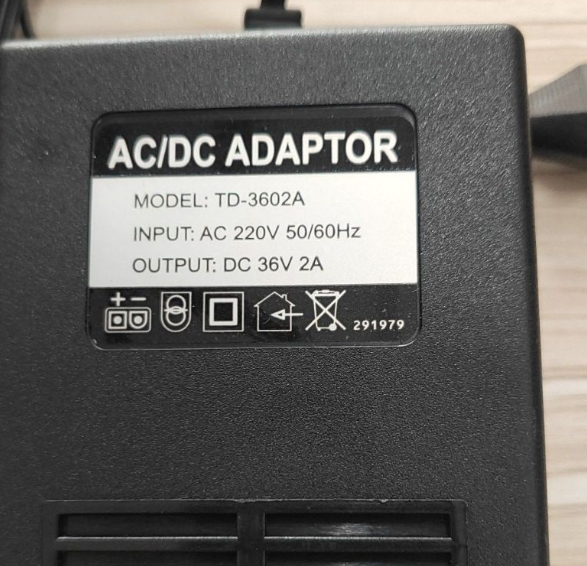 AC/DC ADAPTOR
MODEL: TD-3602A
INPUT: AC 220V 50/60Hz
OUTPUT: DC 36V 2A
+ −
291979